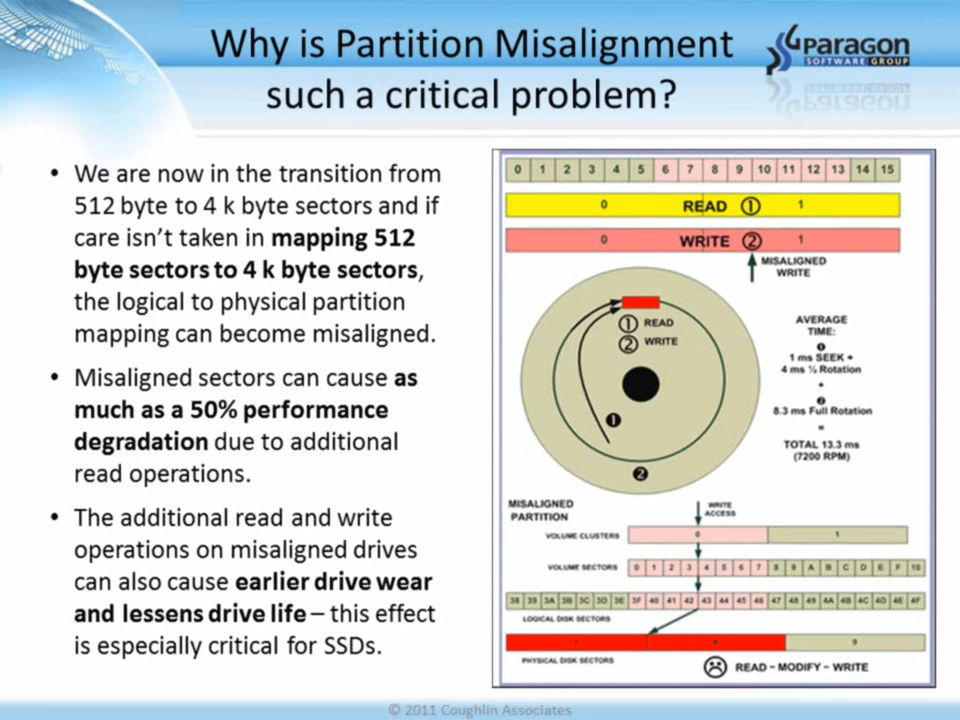 Why is Partition Misalignment
such a critical problem?
Paragon
SOFTWARE GROUP
• We are now in the transition from
512 byte to 4 k byte sectors and if
care isn't taken in mapping 512
byte sectors to 4 k byte sectors,
the logical to physical partition
mapping can become misaligned.
• Misaligned sectors can cause as
much as a 50% performance
degradation due to additional
read operations.
• The additional read and write
operations on misaligned drives
can also cause earlier drive wear
and lessens drive life – this effect
is especially critical for SSDs.
0 1 2 3 4 5 6 7 8 9 10 11 12 13 14 15
0 READ ① 1
0 WRITE ② 1
MISALIGNED
WRITE
① READ
② WRITE
❶
❷
AVERAGE
TIME:
❶
1 ms SEEK +
4 ms ½ Rotation
+
❷
8.3 ms Full Rotation
=
TOTAL 13.3 ms
(7200 RPM)
MISALIGNED
PARTITION
WRITE
ACCESS
VOLUME CLUSTERS 0 1
VOLUME SECTORS 0 1 2 3 4 5 6 7 8 9 A B C D E F 10
38 39 3A 3B 3C 3D 3E 3F 40 41 42 43 44 45 46 47 48 49 4A 4B 4C 4D 4E 4F
LOGICAL DISK SECTORS
9
PHYSICAL DISK SECTORS
READ – MODIFY – WRITE
© 2011 Coughlin Associates